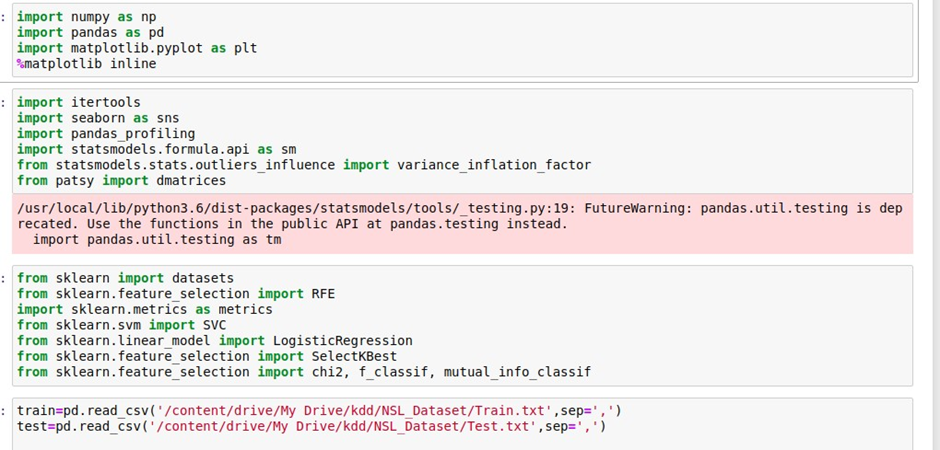 : import numpy as np
import pandas as pd
import matplotlib.pyplot as plt
%matplotlib inline
: import itertools
import seaborn as sns
import pandas_profiling
import statsmodels.formula.api as sm
from statsmodels.stats.outliers_influence import variance_inflation_factor
from patsy import dmatrices
/usr/local/lib/python3.6/dist-packages/statsmodels/tools/_testing.py:19: FutureWarning: pandas.util.testing is dep
recated. Use the functions in the public API at pandas.testing instead.
  import pandas.util.testing as tm
: from sklearn import datasets
from sklearn.feature_selection import RFE
import sklearn.metrics as metrics
from sklearn.svm import SVC
from sklearn.linear_model import LogisticRegression
from sklearn.feature_selection import SelectKBest
from sklearn.feature_selection import chi2, f_classif, mutual_info_classif
: train=pd.read_csv('/content/drive/My Drive/kdd/NSL_Dataset/Train.txt',sep=',')
test=pd.read_csv('/content/drive/My Drive/kdd/NSL_Dataset/Test.txt',sep=',')